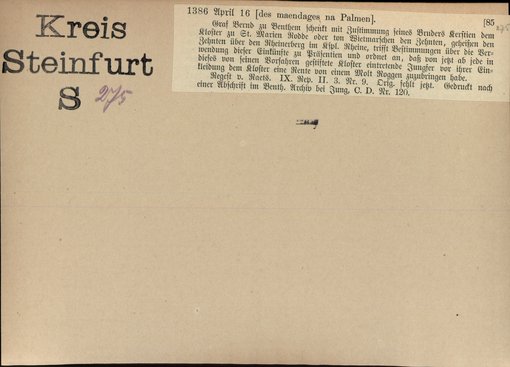 Kreis
Steinfurt
S 275
1386 April 16 [des maendages na Palmen]. [85
Graf Bernd zu Benthem schenkt mit Zustimmung seines Bruders Kerstien dem
Kloster zu St. Marien Rodde oder ton Wietmarschen den Zehnten, geheißen den
Zehnten über den Rheinerberg im Kspl. Rheine, trifft Bestimmungen über die Ver-
wendung dieser Einkünfte zu Präsentien und ordnet an, daß von jetzt ab jede in
dieses von seinen Vorfahren gestiftete Kloster eintretende Jungfer vor ihrer Ein-
kleidung dem Kloster eine Rente von einem Molt Roggen zuzubringen habe.
Regest v. Raets. IX. Rep. II. 3. Nr. 9. Orig. fehlt jetzt. Gedruckt nach
einer Abschrift im Benth. Archiv bei Jung, C. D. Nr. 120.